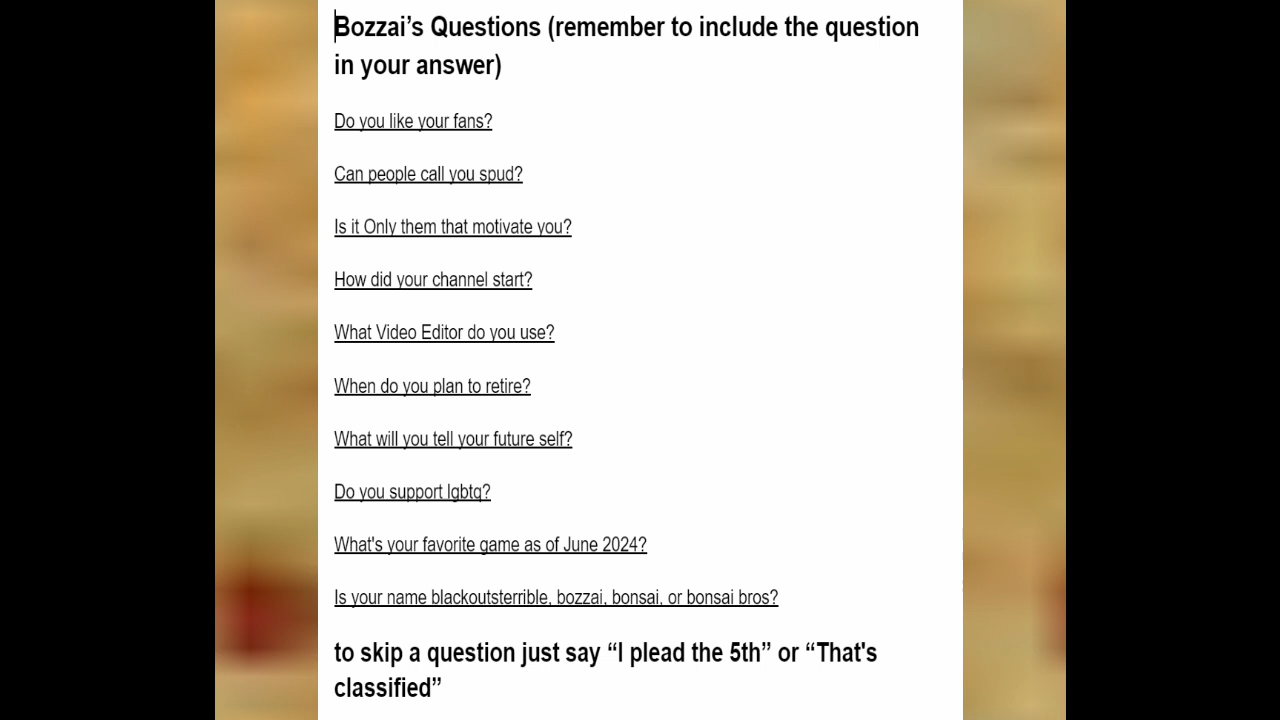 Bozzai’s Questions (remember to include the question
in your answer)
Do you like your fans?
Can people call you spud?
Is it Only them that motivate you?
How did your channel start?
What Video Editor do you use?
When do you plan to retire?
What will you tell your future self?
Do you support lgbtq?
What's your favorite game as of June 2024?
Is your name blackoutsterrible, bozzai, bonsai, or bonsai bros?
to skip a question just say “I plead the 5th” or “That's
classified”